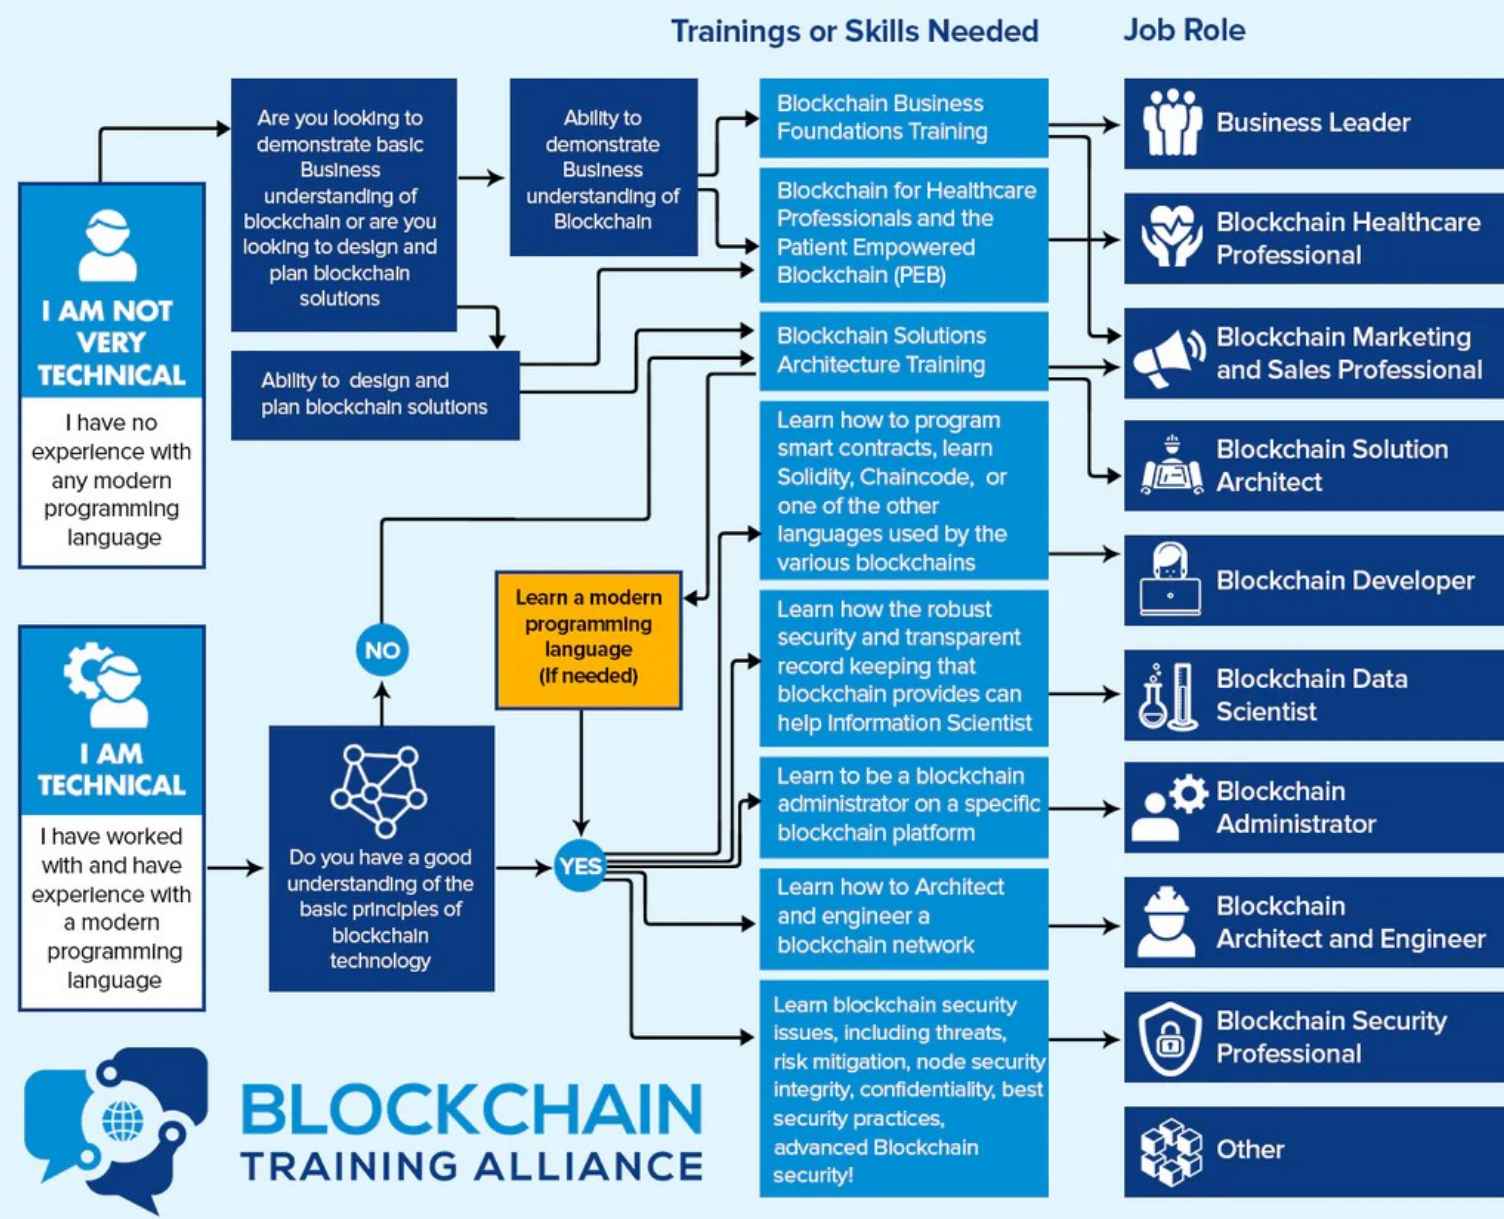 Trainings or Skills Needed
Job Role
I AM NOT
VERY
TECHNICAL
I have no
experience with
any modern
programming
language
Are you looking to
demonstrate basic
Business
understanding of
blockchain or are you
looking to design and
plan blockchain
solutions
Ability to
demonstrate
Business
understanding of
Blockchain
Ability to design and
plan blockchain solutions
I AM
TECHNICAL
I have worked
with and have
experience with
a modern
programming
language
Do you have a good
understanding of the
basic principles of
blockchain
technology
NO
Learn a modern
programming
language
(If needed)
YES
Blockchain Business
Foundations Training
Blockchain for Healthcare
Professionals and the
Patient Empowered
Blockchain (PEB)
Blockchain Solutions
Architecture Training
Learn how to program
smart contracts, learn
Solidity, Chaincode, or
one of the other
languages used by the
various blockchains
Learn how the robust
security and transparent
record keeping that
blockchain provides can
help Information Scientist
Learn to be a blockchain
administrator on a specific
blockchain platform
Learn how to Architect
and engineer a
blockchain network
Learn blockchain security
issues, including threats,
risk mitigation, node security
integrity, confidentiality, best
security practices,
advanced Blockchain
security!
Business Leader
Blockchain Healthcare
Professional
Blockchain Marketing
and Sales Professional
Blockchain Solution
Architect
Blockchain Developer
Blockchain Data
Scientist
Blockchain
Administrator
Blockchain
Architect and Engineer
Blockchain Security
Professional
Other
BLOCKCHAIN
TRAINING ALLIANCE